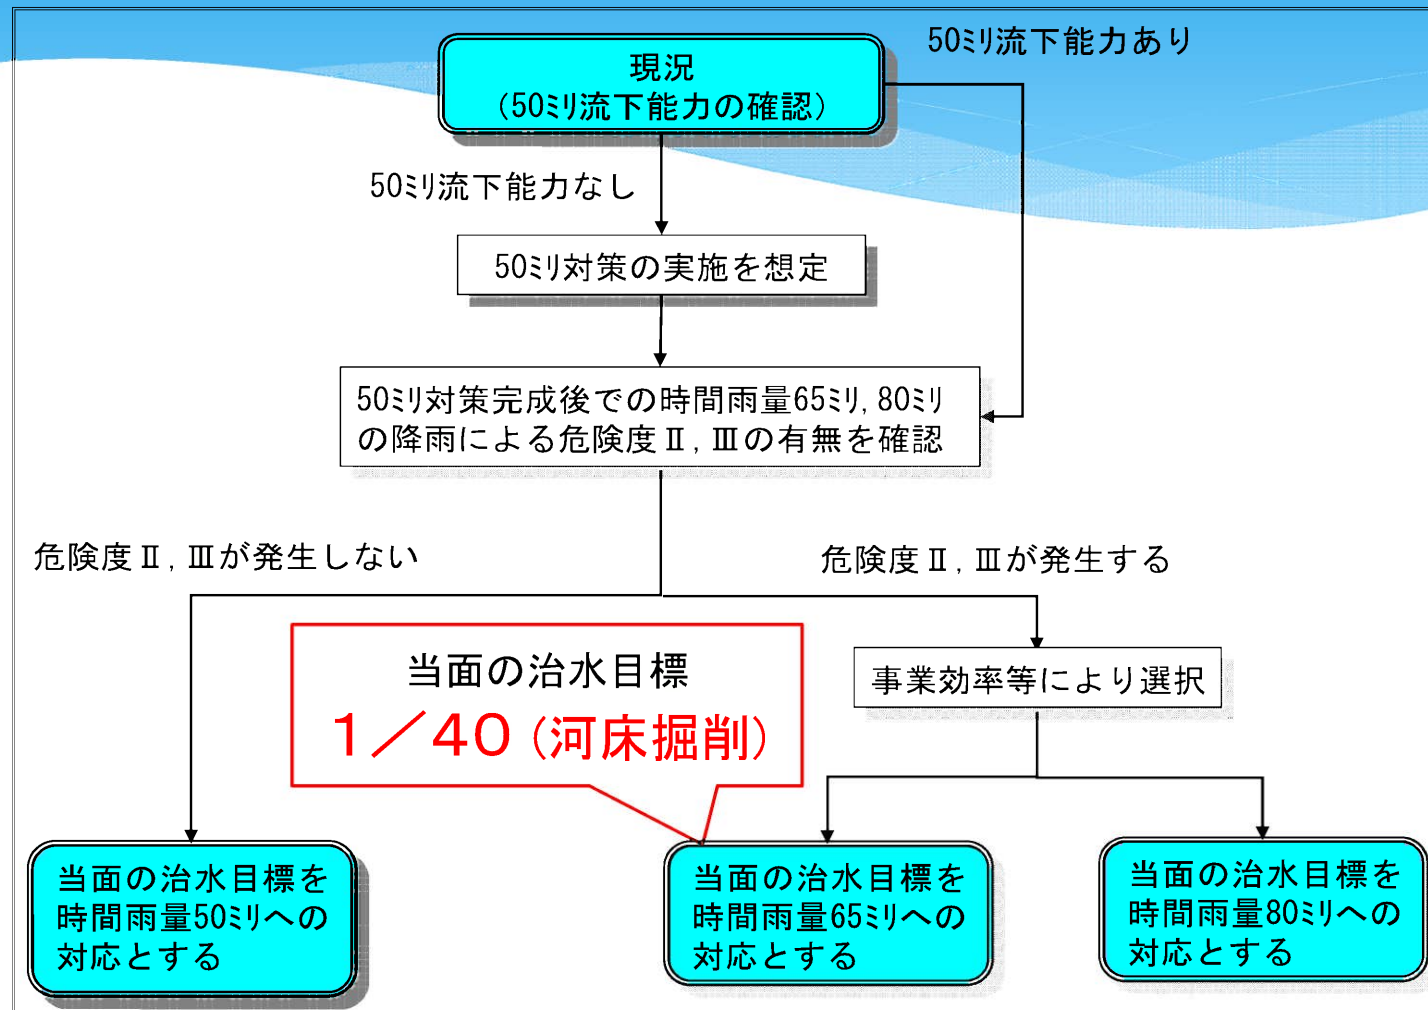 50ﾐﾘ流下能力あり
現況
（50ﾐﾘ流下能力の確認）
50ﾐﾘ流下能力なし
50ﾐﾘ対策の実施を想定
50ﾐﾘ対策完成後での時間雨量65ﾐﾘ，80ﾐﾘ
の降雨による危険度Ⅱ，Ⅲの有無を確認
危険度Ⅱ，Ⅲが発生しない
危険度Ⅱ，Ⅲが発生する
当面の治水目標
１／４０（河床掘削）
事業効率等により選択
当面の治水目標を
時間雨量50ﾐﾘへの
対応とする
当面の治水目標を
時間雨量65ﾐﾘへの
対応とする
当面の治水目標を
時間雨量80ﾐﾘへの
対応とする